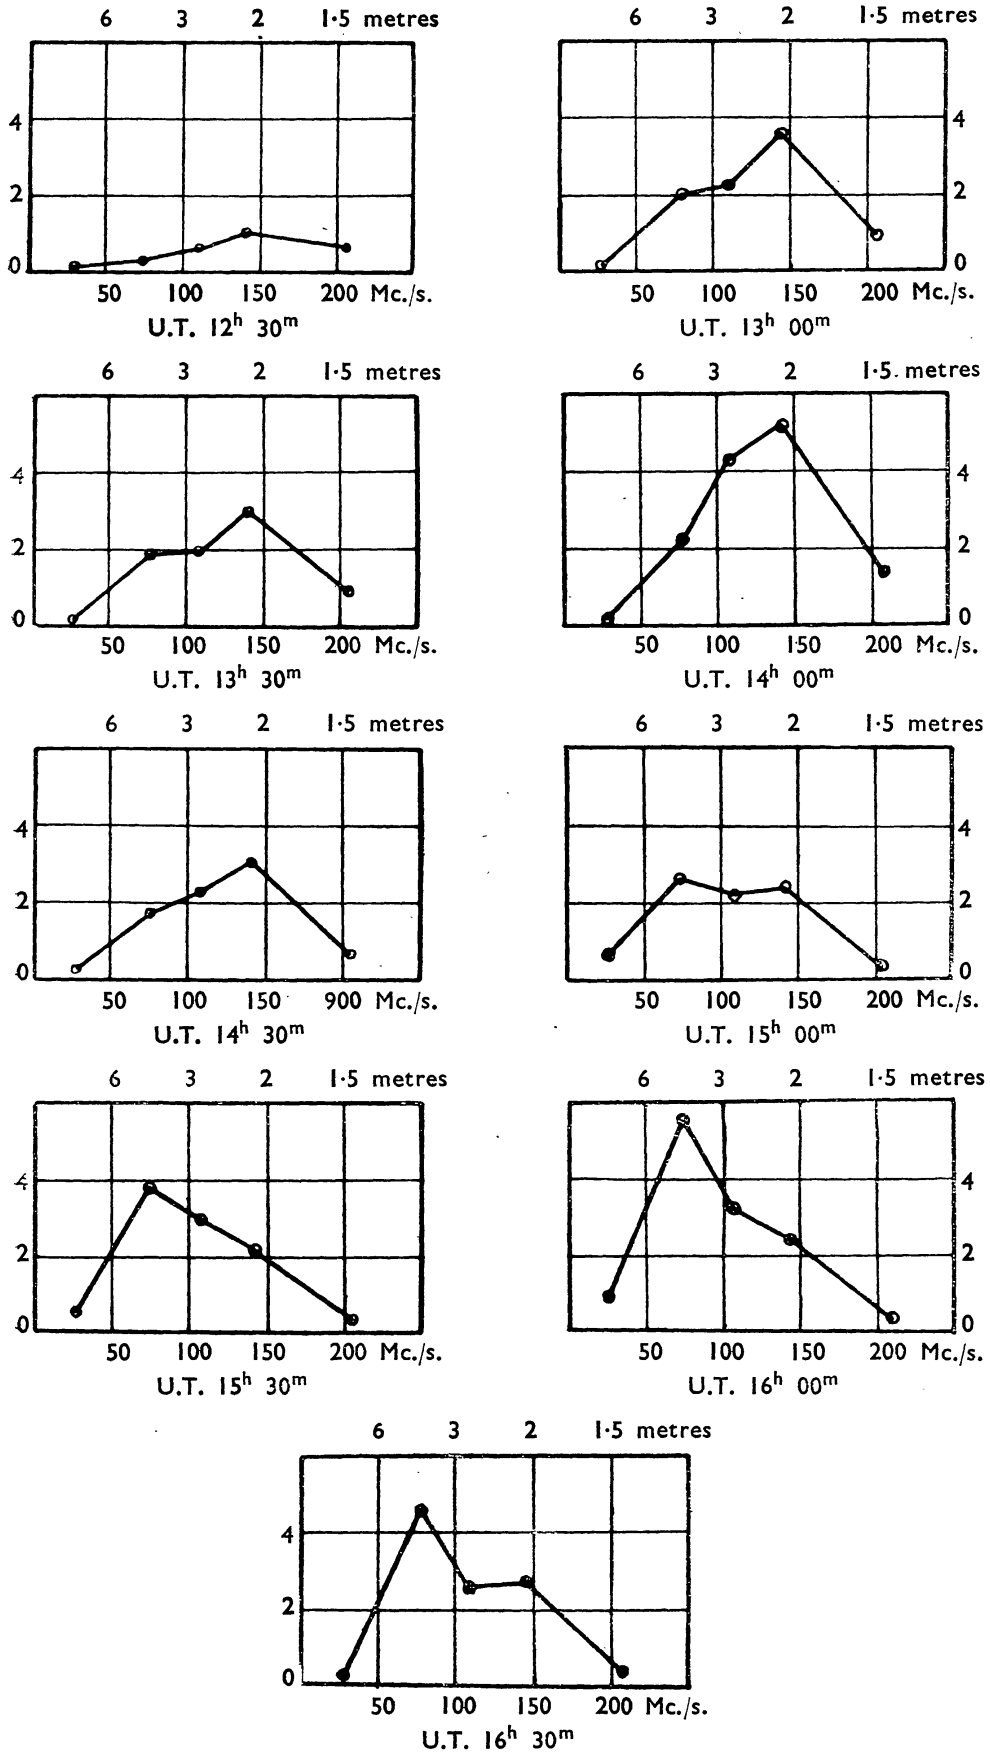 6 3 2 1·5 metres
4
2
0
50 100 150 200 Mc./s.
U.T. 12h 30m
6 3 2 1·5 metres
4
2
0
50 100 150 200 Mc./s.
U.T. 13h 00m
6 3 2 1·5 metres
4
2
0
50 100 150 200 Mc./s.
U.T. 13h 30m
6 3 2 1·5 metres
4
2
0
50 100 150 200 Mc./s.
U.T. 14h 00m
6 3 2 1·5 metres
4
2
0
50 100 150 900 Mc./s.
U.T. 14h 30m
6 3 2 1·5 metres
4
2
0
50 100 150 200 Mc./s.
U.T. 15h 00m
6 3 2 1·5 metres
4
2
0
50 100 150 200 Mc./s.
U.T. 15h 30m
6 3 2 1·5 metres
4
2
0
50 100 150 200 Mc./s.
U.T. 16h 00m
6 3 2 1·5 metres
4
2
0
50 100 150 200 Mc./s.
U.T. 16h 30m